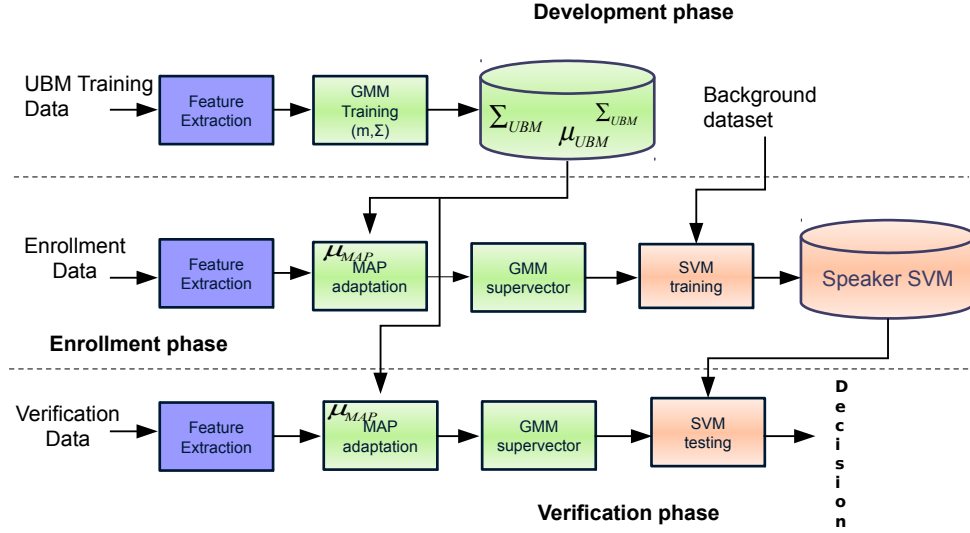 Development phase
UBM Training
Data
Feature
Extraction
GMM
Training
(m,Σ)
Σ_UBM μ_UBM Σ_UBM
Background
dataset
Enrollment
Data
Feature
Extraction
μ_MAP
MAP
adaptation
GMM
supervector
SVM
training
Speaker SVM
Enrollment phase
Verification
Data
Feature
Extraction
μ_MAP
MAP
adaptation
GMM
supervector
SVM
testing
Decision
Verification phase